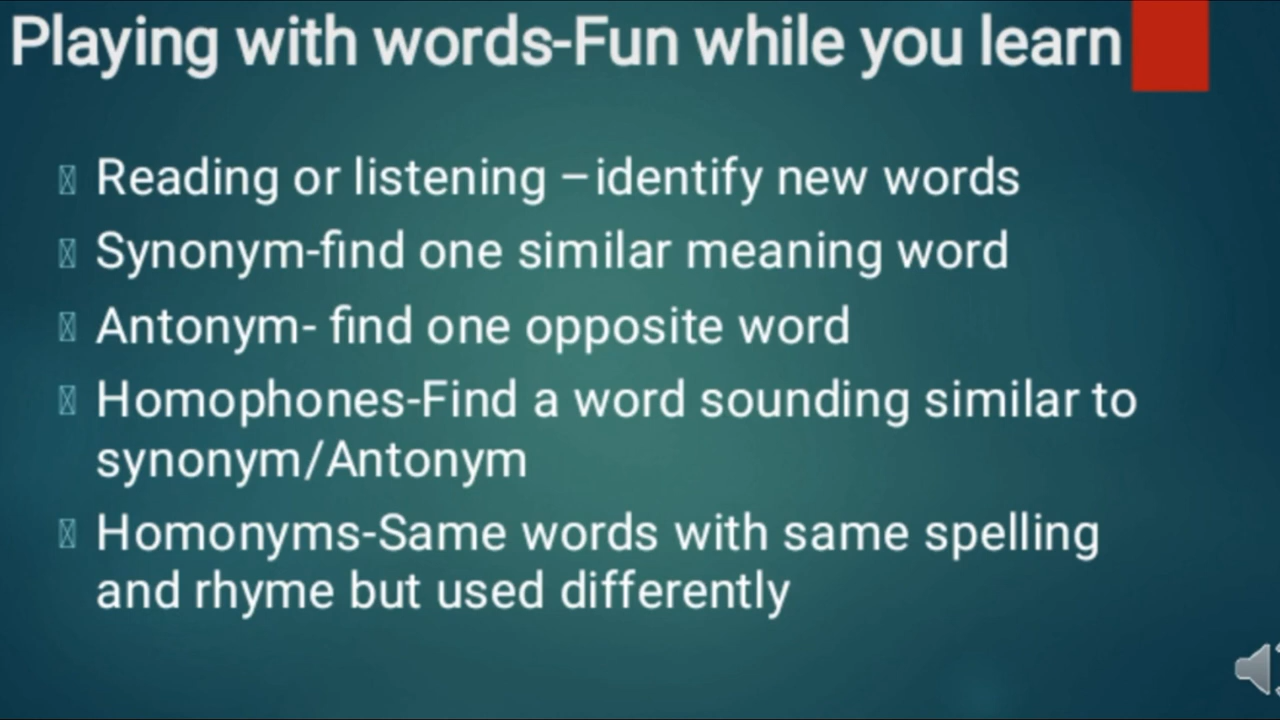 Playing with words-Fun while you learn
Reading or listening –identify new words
Synonym-find one similar meaning word
Antonym- find one opposite word
Homophones-Find a word sounding similar to
synonym/Antonym
Homonyms-Same words with same spelling
and rhyme but used differently